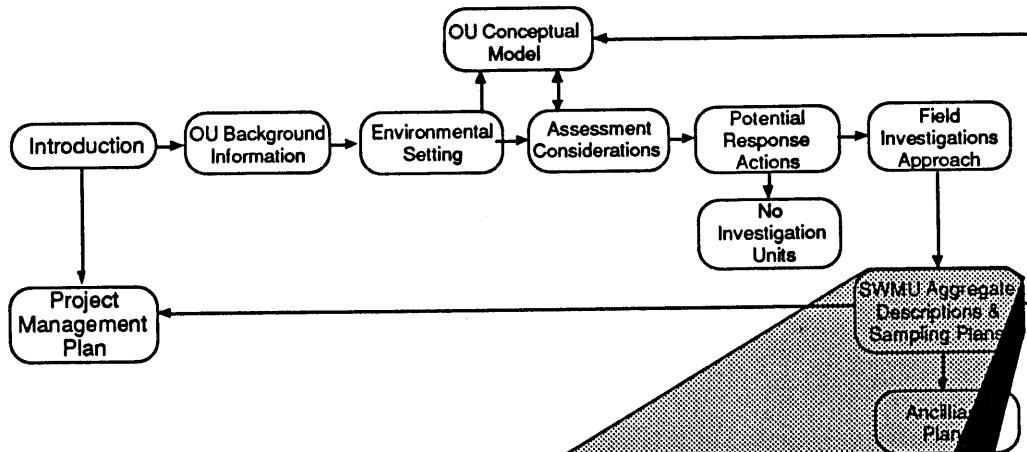 OU Conceptual
Model
Introduction
OU Background
Information
Environmental
Setting
Assessment
Considerations
Potential
Response
Actions
Field
Investigations
Approach
No
Investigation
Units
Project
Management
Plan
SWMU Aggregate
Descriptions &
Sampling Plans